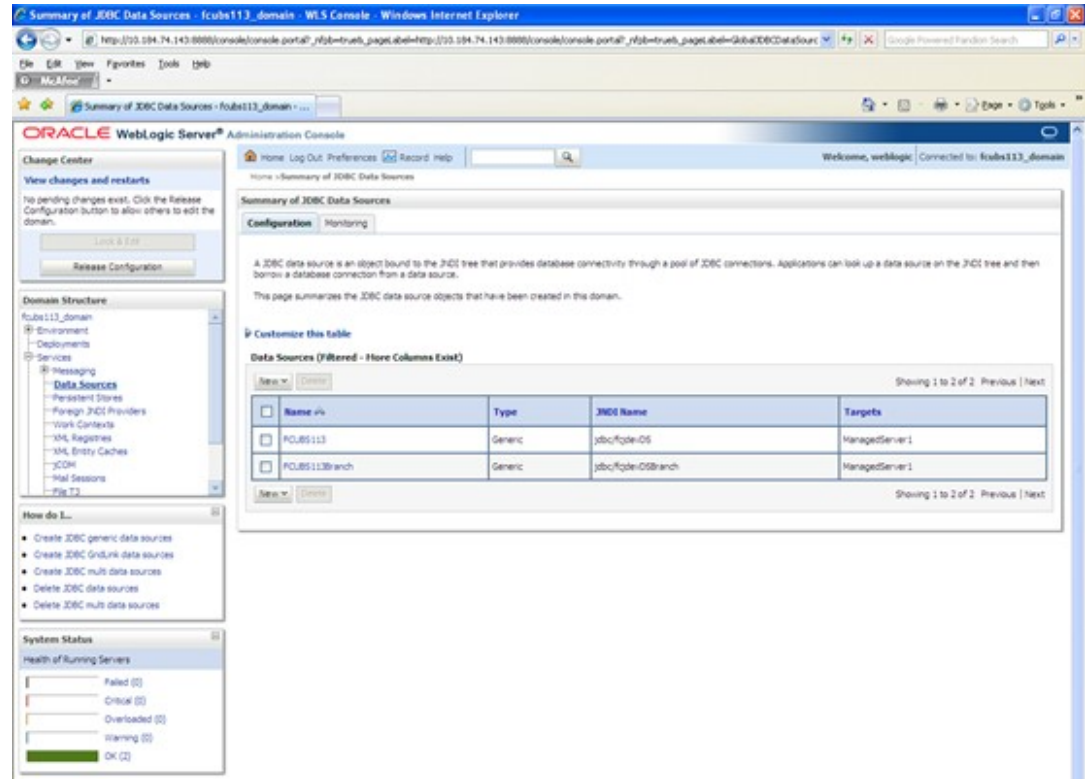 Summary of JDBC Data Sources - fcubs113_domain - WLS Console - Windows Internet Explorer
Google Powered Search
File Edit View Favorites Tools Help
McAfee
Summary of JDBC Data Sources - fcubs113_domain - ...
Page Tools
ORACLE WebLogic Server® Administration Console
Change Center
View changes and restarts
No pending changes exist. Click the Release
Configuration button to allow others to edit the
domain.
Lock & Edit
Release Configuration
Domain Structure
fcubs113_domain
Environment
Deployments
Services
Messaging
Data Sources
Persistent Stores
Foreign JNDI Providers
Work Contexts
XML Registries
XML Entity Caches
jCOM
Mail Sessions
File T3
How do I...
Create JDBC generic data sources
Create JDBC GridLink data sources
Create JDBC multi data sources
Delete JDBC data sources
Delete JDBC multi data sources
System Status
Health of Running Servers
Failed (0)
Critical (0)
Overloaded (0)
Warning (0)
OK (2)
Home Log Out Preferences Record Help
Welcome, weblogic Connected to: fcubs113_domain
Home >Summary of JDBC Data Sources
Summary of JDBC Data Sources
Configuration Monitoring
A JDBC data source is an object bound to the JNDI tree that provides database connectivity through a pool of JDBC connections. Applications can look up a data source on the JNDI tree and then
borrow a database connection from a data source.
This page summarizes the JDBC data source objects that have been created in this domain.
Customize this table
Data Sources (Filtered - More Columns Exist)
New Delete Showing 1 to 2 of 2 Previous | Next
Name Type JNDI Name Targets
FCUBS113 Generic jdbc/fcjdevDS ManagedServer1
FCUBS113Branch Generic jdbc/fcjdevDSBranch ManagedServer1
New Delete Showing 1 to 2 of 2 Previous | Next